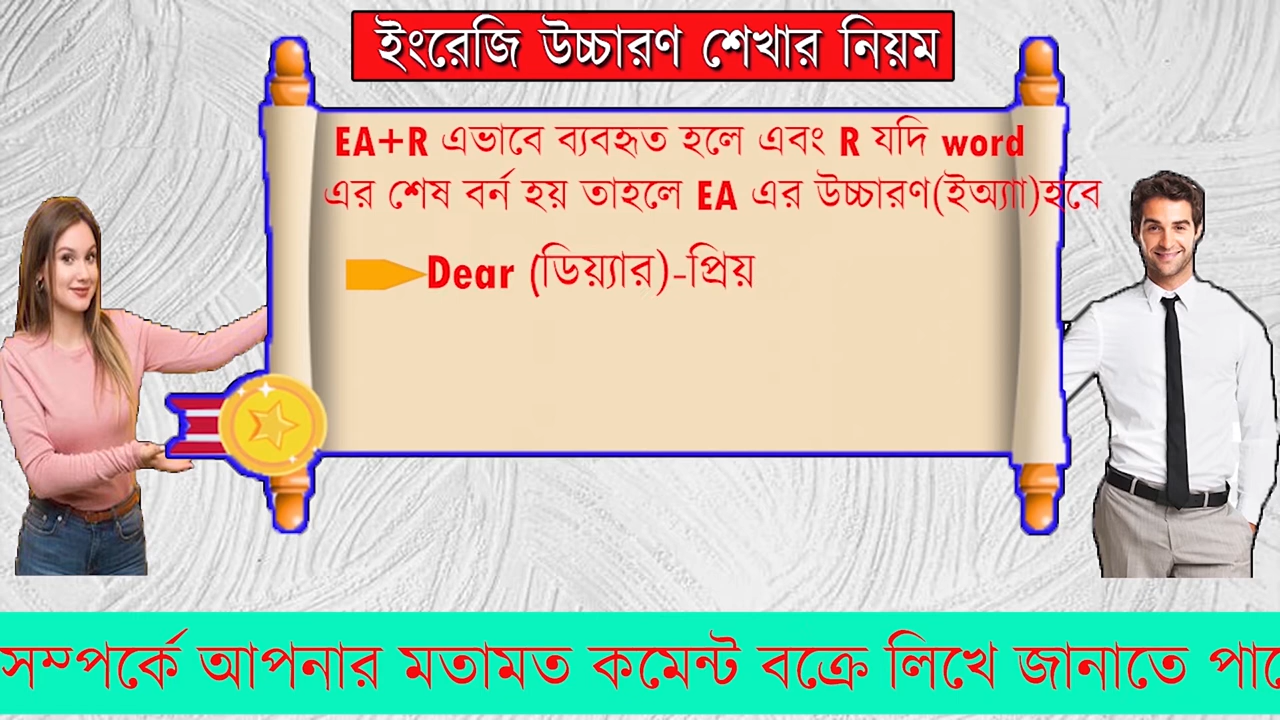 ইংরেজি উচ্চারণ শেখার নিয়ম
EA+R এভাবে ব্যবহৃত হলে এবং R যদি word
এর শেষ বর্ন হয় তাহলে EA এর উচ্চারণ(ইঅ্যাা)হবে
Dear (ডিয়্যার)-প্রিয়
সম্পর্কে আপনার মতামত কমেন্ট বক্রে লিখে জানাতে